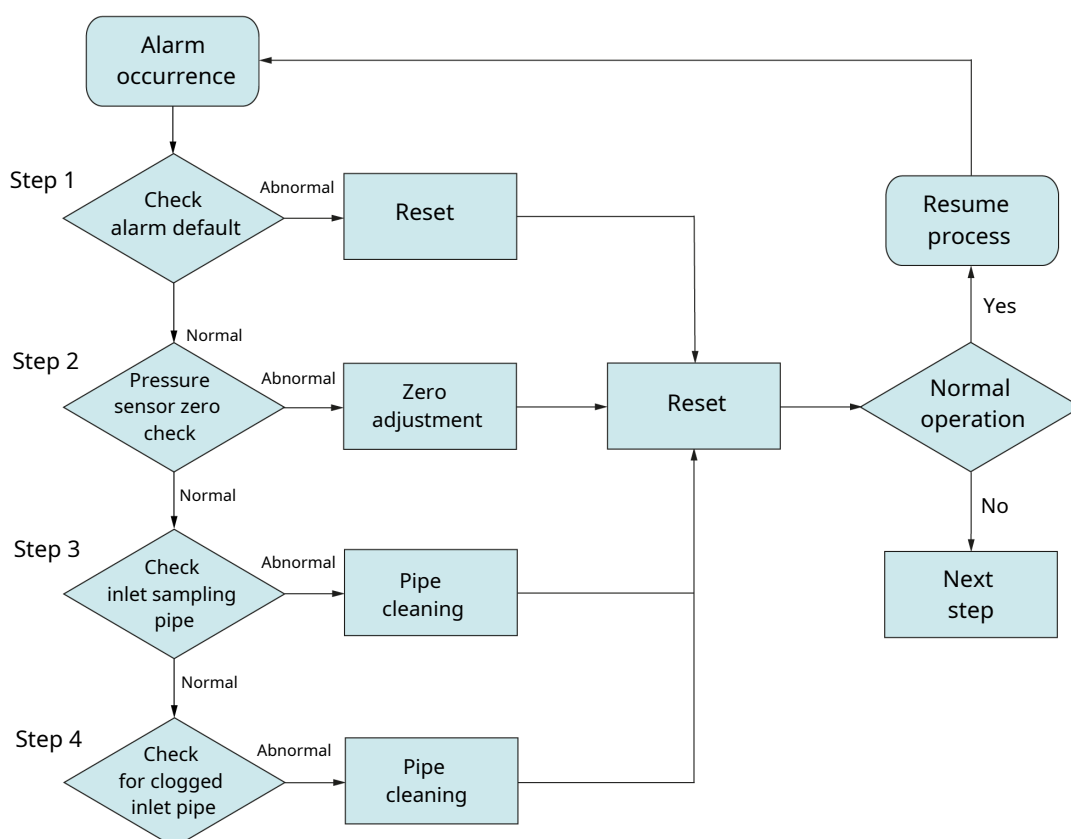 Alarm
occurrence
Step 1
Check
alarm default
Abnormal
Reset
Resume
process
Normal
Yes
Step 2
Pressure
sensor zero
check
Abnormal
Zero
adjustment
Reset
Normal
operation
Normal
No
Step 3
Check
inlet sampling
pipe
Abnormal
Pipe
cleaning
Next
step
Normal
Step 4
Check
for clogged
inlet pipe
Abnormal
Pipe
cleaning